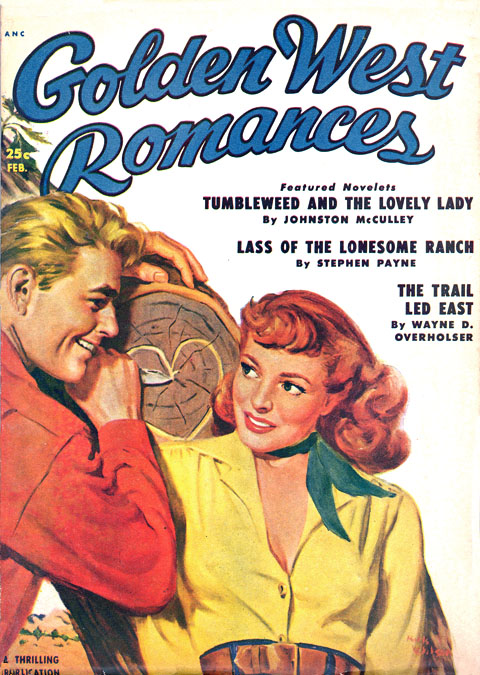 ANC
Golden West
Romances
25c
FEB.
Featured Novelets
TUMBLEWEED AND THE LOVELY LADY
By JOHNSTON McCULLEY
LASS OF THE LONESOME RANCH
By STEPHEN PAYNE
THE TRAIL
LED EAST
By WAYNE D.
OVERHOLSER
A THRILLING
PUBLICATION